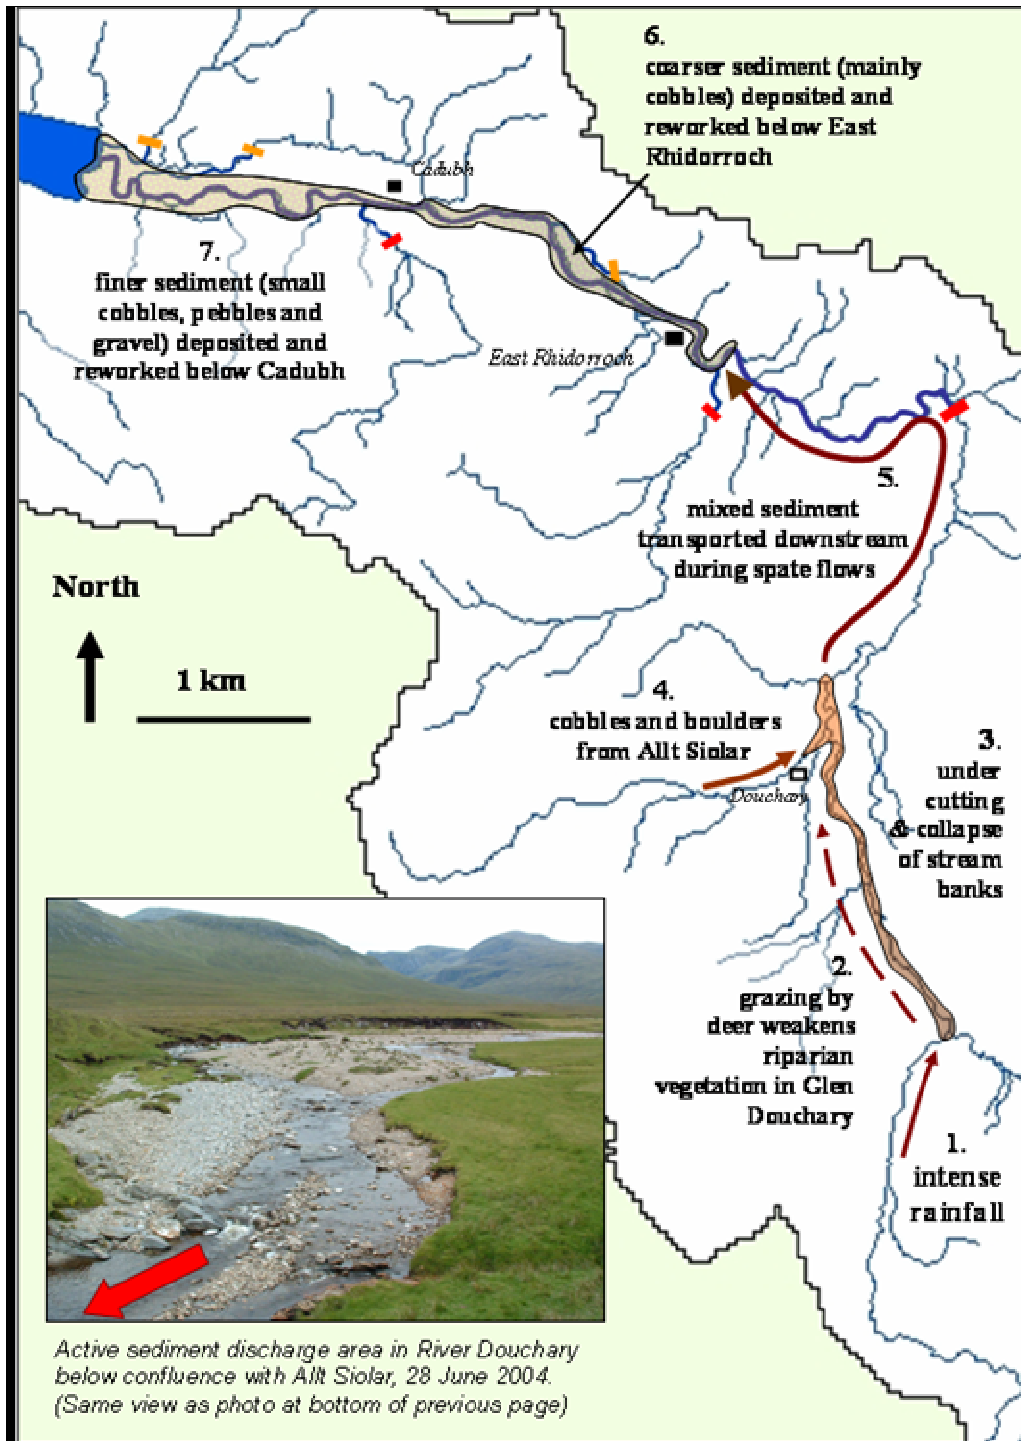 6.
coarser sediment (mainly
cobbles) deposited and
reworked below East
Rhidorroch
Cadubh
7.
finer sediment (small
cobbles, pebbles and
gravel) deposited and
reworked below Cadubh
East Rhidorroch
5.
mixed sediment
transported downstream
during spate flows
North
1 km
4.
cobbles and boulders
from Allt Siolar
Douchary
3.
under
cutting
& collapse
of stream
banks
2.
grazing by
deer weakens
riparian
vegetation in Glen
Douchary
1.
intense
rainfall
Active sediment discharge area in River Douchary
below confluence with Allt Siolar, 28 June 2004.
(Same view as photo at bottom of previous page)